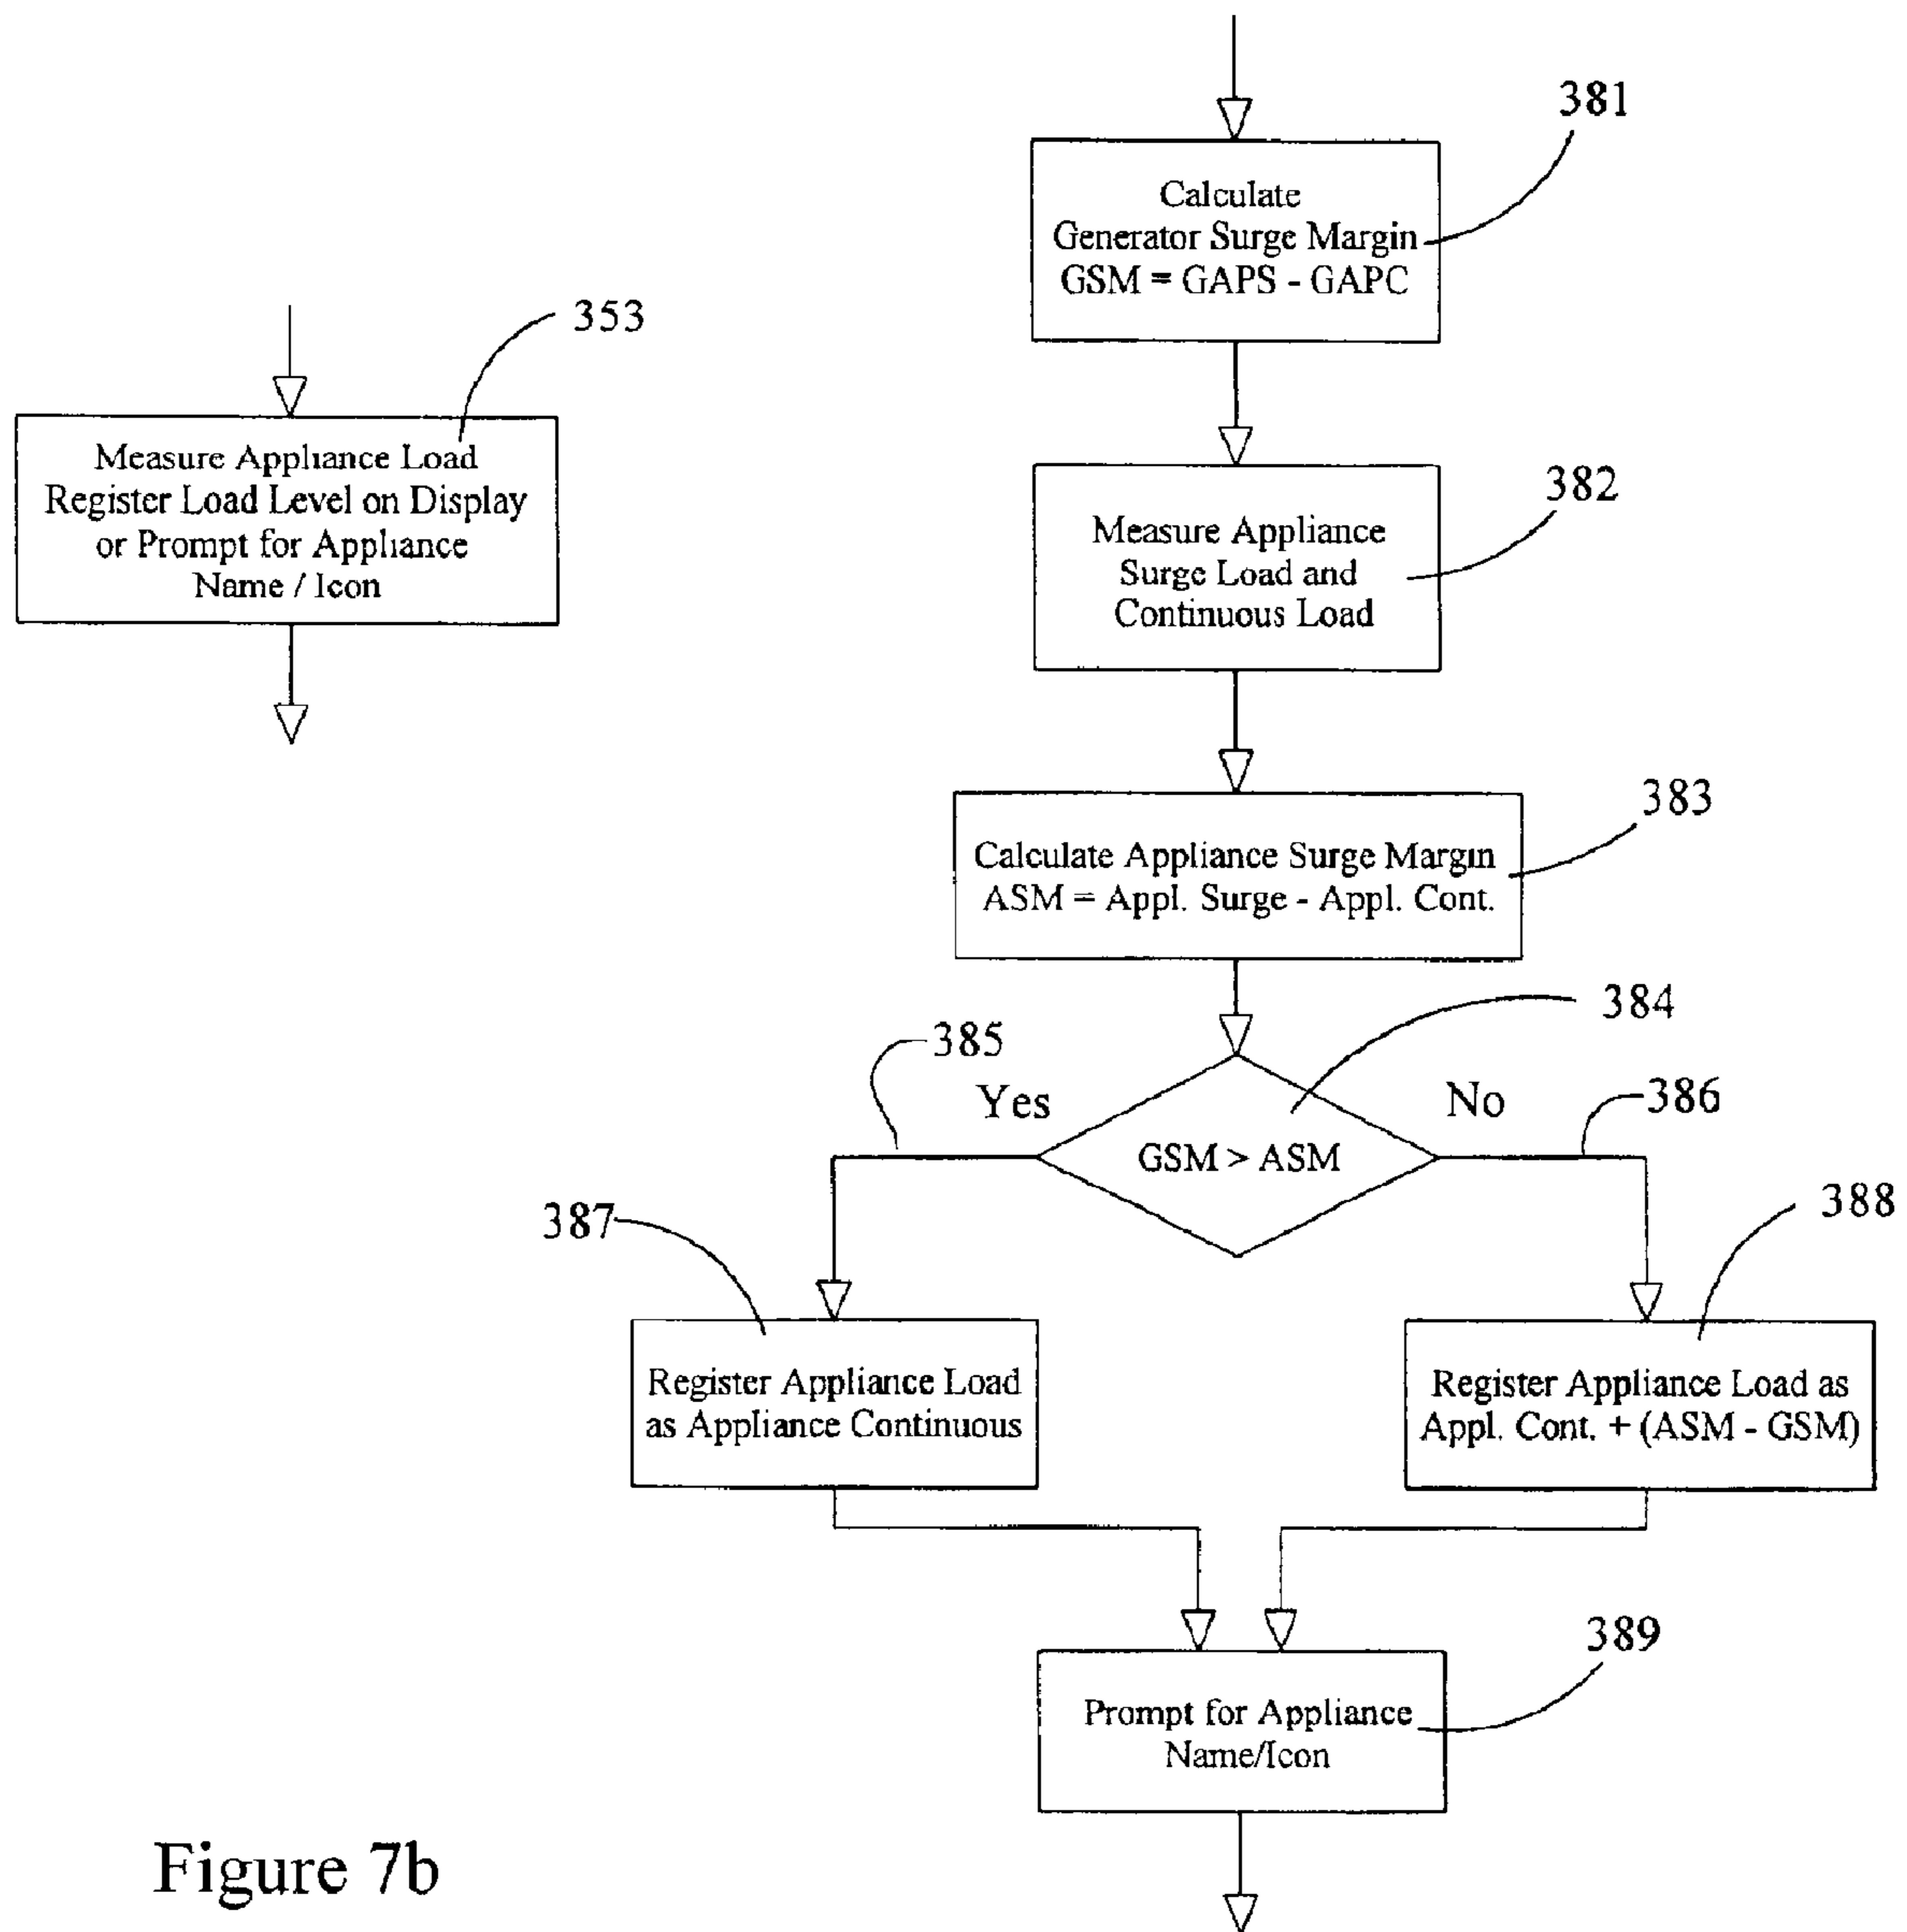 353
Measure Appliance Load
Register Load Level on Display
or Prompt for Appliance
Name / Icon
381
Calculate
Generator Surge Margin
GSM = GAPS - GAPC
382
Measure Appliance
Surge Load and
Continuous Load
383
Calculate Appliance Surge Margin
ASM = Appl. Surge - Appl. Cont.
384
385
Yes
No
386
GSM > ASM
387
388
Register Appliance Load
as Appliance Continuous
Register Appliance Load as
Appl. Cont. + (ASM - GSM)
389
Prompt for Appliance
Name/Icon
Figure 7b